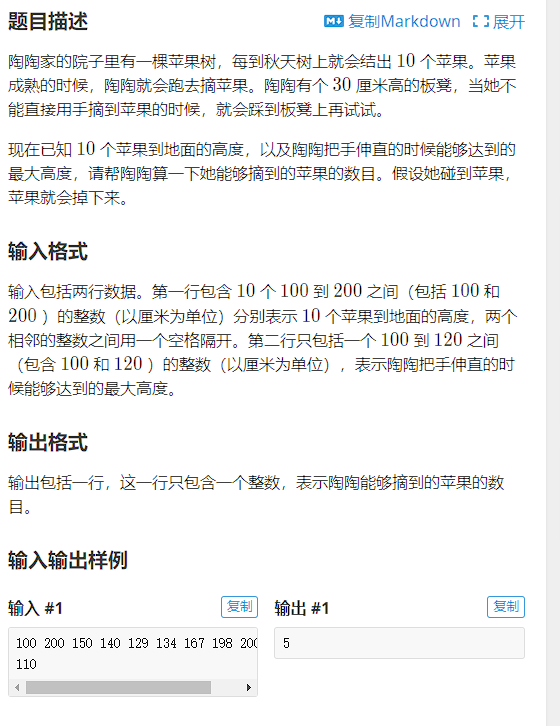 题目描述 复制Markdown 展开
陶陶家的院子里有一棵苹果树，每到秋天树上就会结出 10 个苹果。苹果
成熟的时候，陶陶就会跑去摘苹果。陶陶有个 30 厘米高的板凳，当她不
能直接用手摘到苹果的时候，就会踩到板凳上再试试。
现在已知 10 个苹果到地面的高度，以及陶陶把手伸直的时候能够达到的
最大高度，请帮陶陶算一下她能够摘到的苹果的数目。假设她碰到苹果，
苹果就会掉下来。
输入格式
输入包括两行数据。第一行包含 10 个 100 到 200 之间（包括 100 和
200 ）的整数（以厘米为单位）分别表示 10 个苹果到地面的高度，两个
相邻的整数之间用一个空格隔开。第二行只包括一个 100 到 120 之间
（包含 100 和 120 ）的整数（以厘米为单位），表示陶陶把手伸直的时
候能够达到的最大高度。
输出格式
输出包括一行，这一行只包含一个整数，表示陶陶能够摘到的苹果的数
目。
输入输出样例
输入 #1 复制 输出 #1 复制
100 200 150 140 129 134 167 198 200 5
110